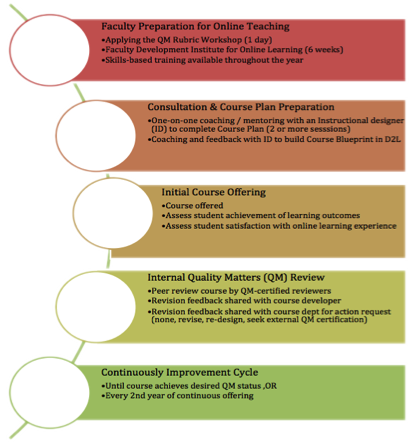 Faculty Preparation for Online Teaching
•Applying the QM Rubric Workshop (1 day)
•Faculty Development Institute for Online Learning (6 weeks)
•Skills-based training available throughout the year
Consultation & Course Plan Preparation
•One-on-one coaching / mentoring with an Instructional designer
(ID) to complete Course Plan (2 or more sesssions)
•Coaching and feedback with ID to build Course Blueprint in D2L
Initial Course Offering
•Course offered
•Assess student achievement of learning outcomes
•Assess student satisfaction with online learning experience
Internal Quality Matters (QM) Review
•Peer review course by QM-certified reviewers
•Revision feedback shared with course developer
•Revision feedback shared with course dept for action request
(none, revise, re-design, seek external QM certification)
Continuously Improvement Cycle
•Until course achieves desired QM status ,OR
•Every 2nd year of continuous offering